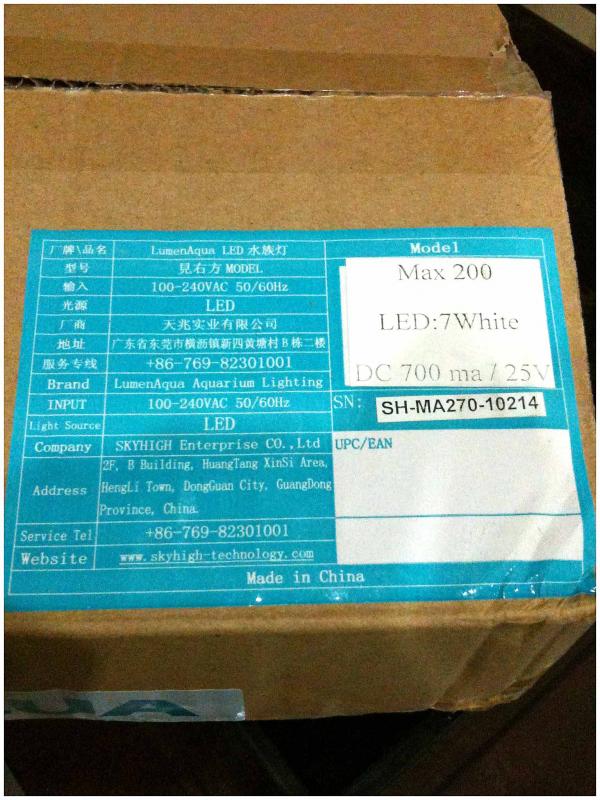 厂牌\品名 LumenAqua LED 水族灯
型号 見右方MODEL
输入 100-240VAC 50/60Hz
光源 LED
厂商 天兆实业有限公司
地址 广东省东莞市横沥镇新四黄塘村B栋二楼
服务专线 +86-769-82301001
Brand LumenAqua Aquarium Lighting
INPUT 100-240VAC 50/60Hz
Light Source LED
Company SKYHIGH Enterprise CO.,Ltd
Address 2F, B Building, HuangTang XinSi Area,
HengLi Town, DongGuan City, GuangDong
Province, China.
Service Tel +86-769-82301001
Website www.skyhigh-technology.com
Model
Max 200
LED:7White
DC 700 ma / 25V
SN: SH-MA270-10214
UPC/EAN
Made in China